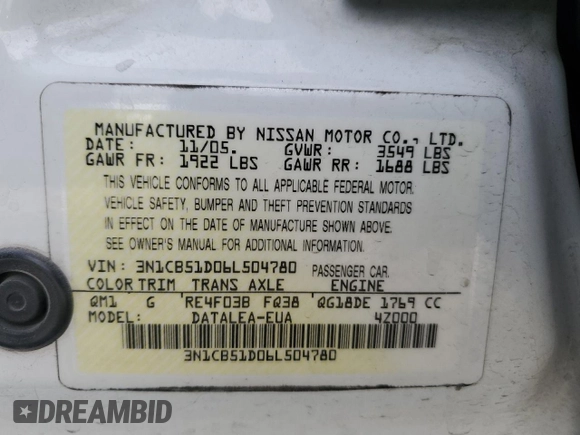 MANUFACTURED BY NISSAN MOTOR CO., LTD.
DATE: 11/05. GVWR: 3549 LBS
GAWR FR: 1922 LBS GAWR RR: 1688 LBS
THIS VEHICLE CONFORMS TO ALL APPLICABLE FEDERAL MOTOR
VEHICLE SAFETY, BUMPER AND THEFT PREVENTION STANDARDS
IN EFFECT ON THE DATE OF MANUFACTURE SHOWN ABOVE.
SEE OWNER'S MANUAL FOR ADDITIONAL INFORMATION.
VIN: 3N1CB51D06L504780 PASSENGER CAR.
COLOR TRIM TRANS AXLE ENGINE
QM1 G RE4F03B FQ38 QG18DE 1769 CC
MODEL: DATALEA-EUA 4Z000
3N1CB51D06L504780
DREAMBID